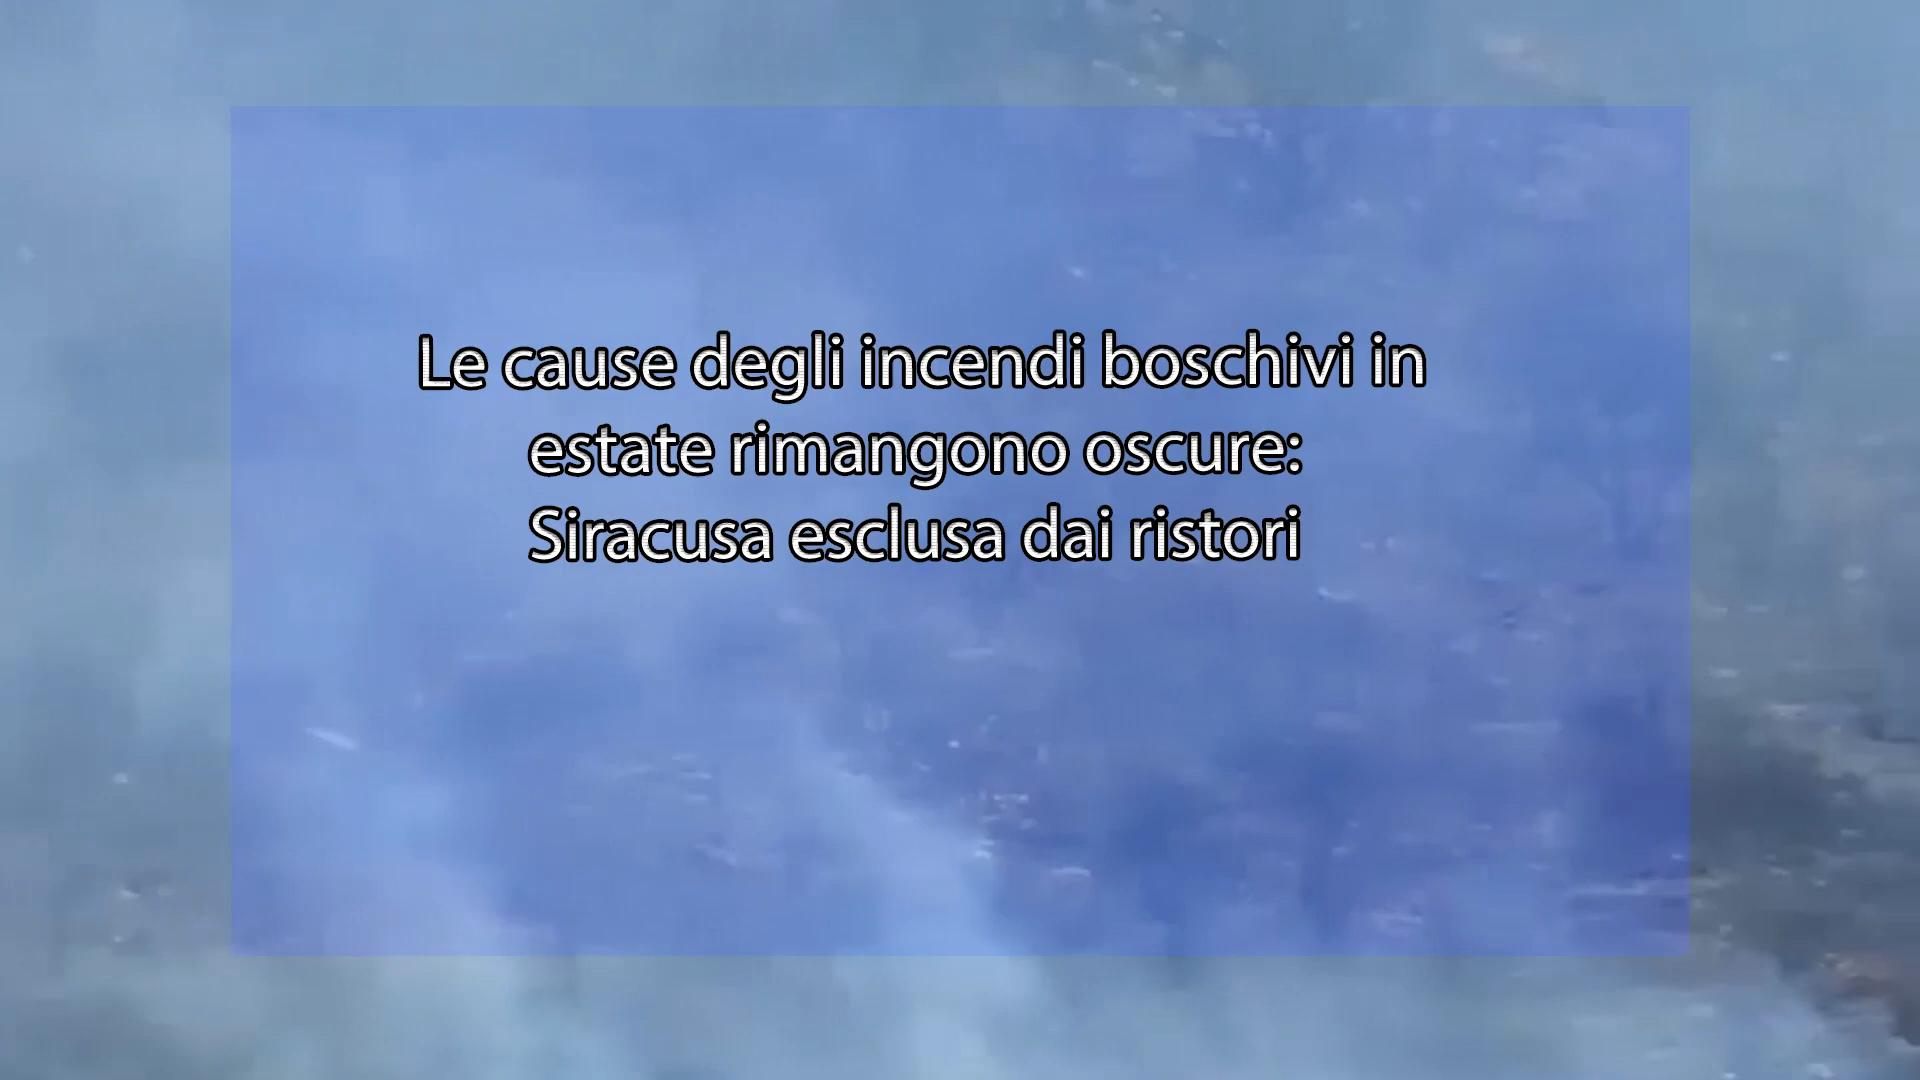 Le cause degli incendi boschivi in
estate rimangono oscure:
Siracusa esclusa dai ristori